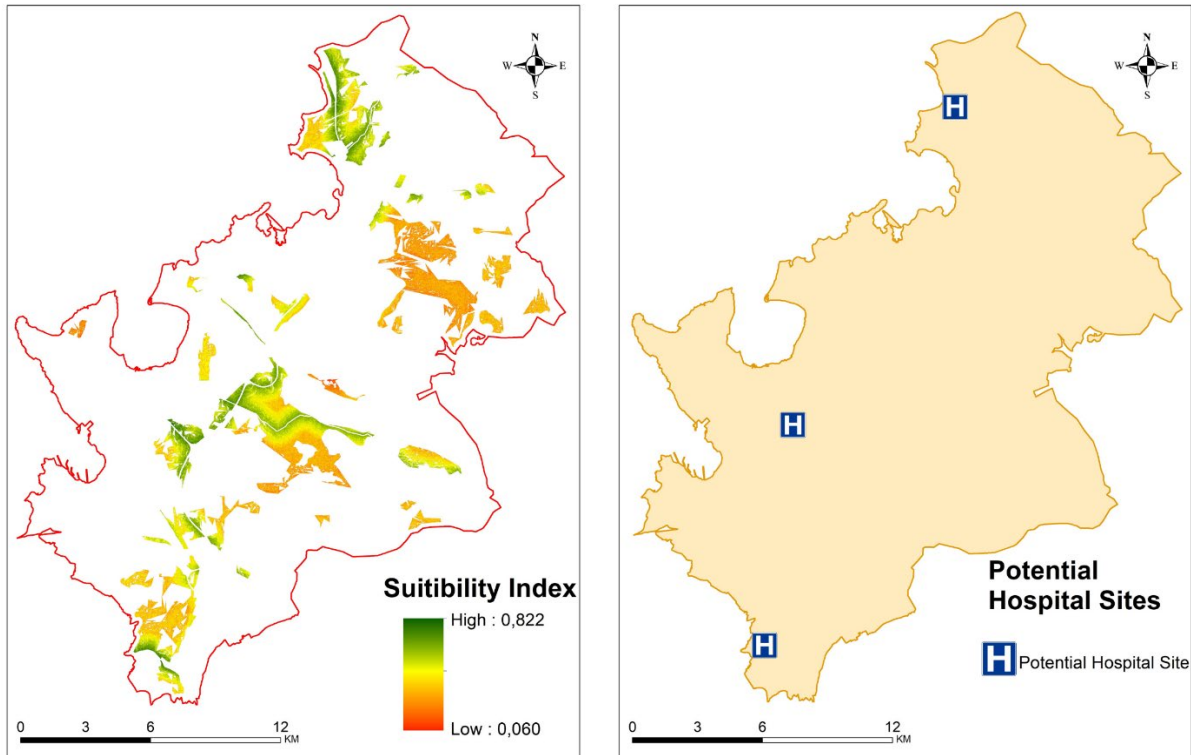 N
W E
S
Suitibility Index
High : 0,822
Low : 0,060
0 3 6 12
KM
N
W E
S
H
H
H
Potential
Hospital Sites
H Potential Hospital Site
0 3 6 12
KM